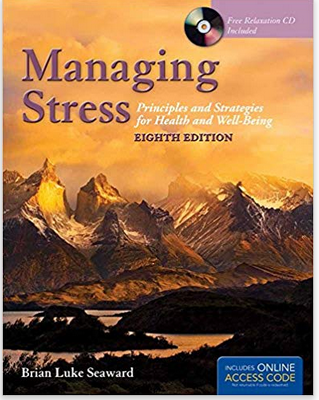 Free Relaxation CD
Included
Managing
Stress
Principles and Strategies
for Health and Well-Being
EIGHTH EDITION
Brian Luke Seaward
INCLUDES ONLINE
ACCESS CODE